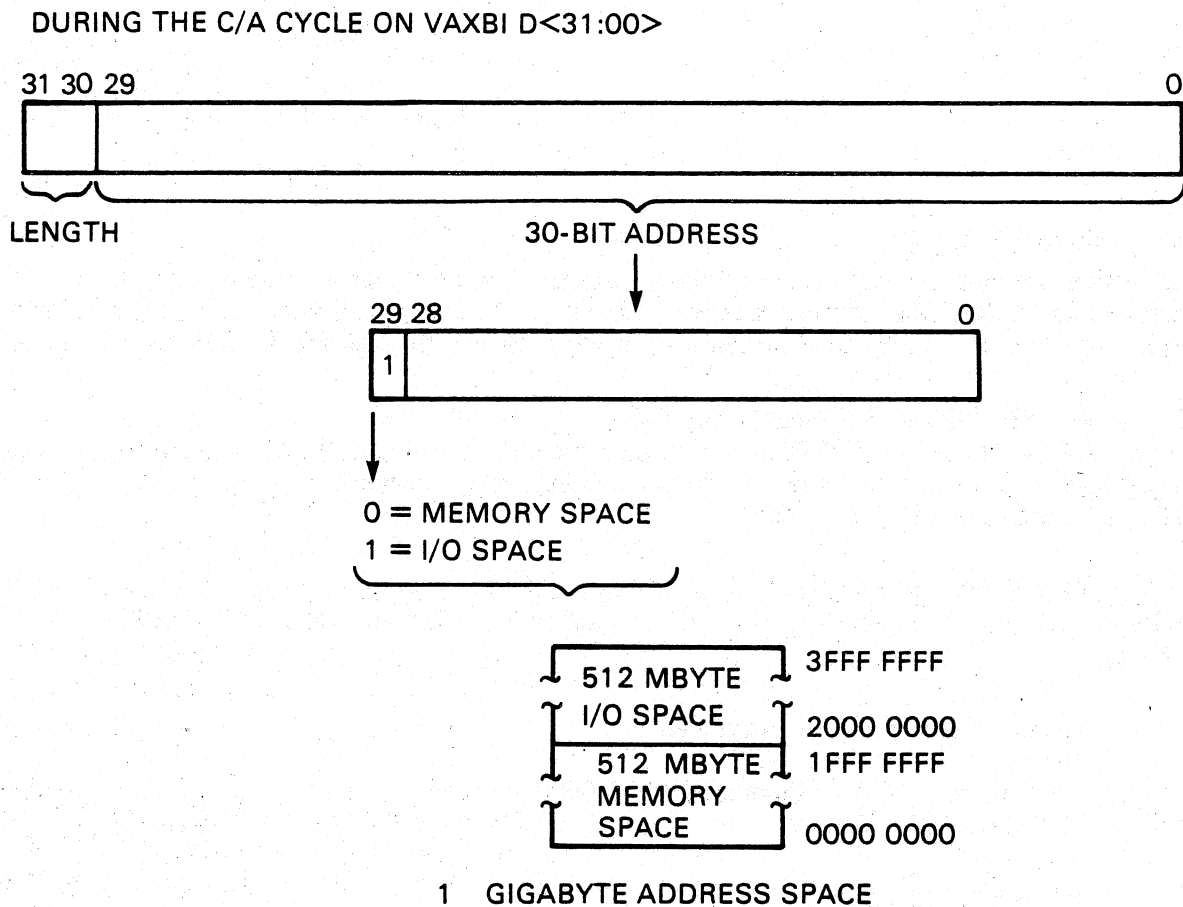 DURING THE C/A CYCLE ON VAXBI D<31:00>
31 30 29 0
LENGTH
30-BIT ADDRESS
29 28 0
1
0 = MEMORY SPACE
1 = I/O SPACE
512 MBYTE 3FFF FFFF
I/O SPACE 2000 0000
512 MBYTE 1FFF FFFF
MEMORY
SPACE 0000 0000
1 GIGABYTE ADDRESS SPACE